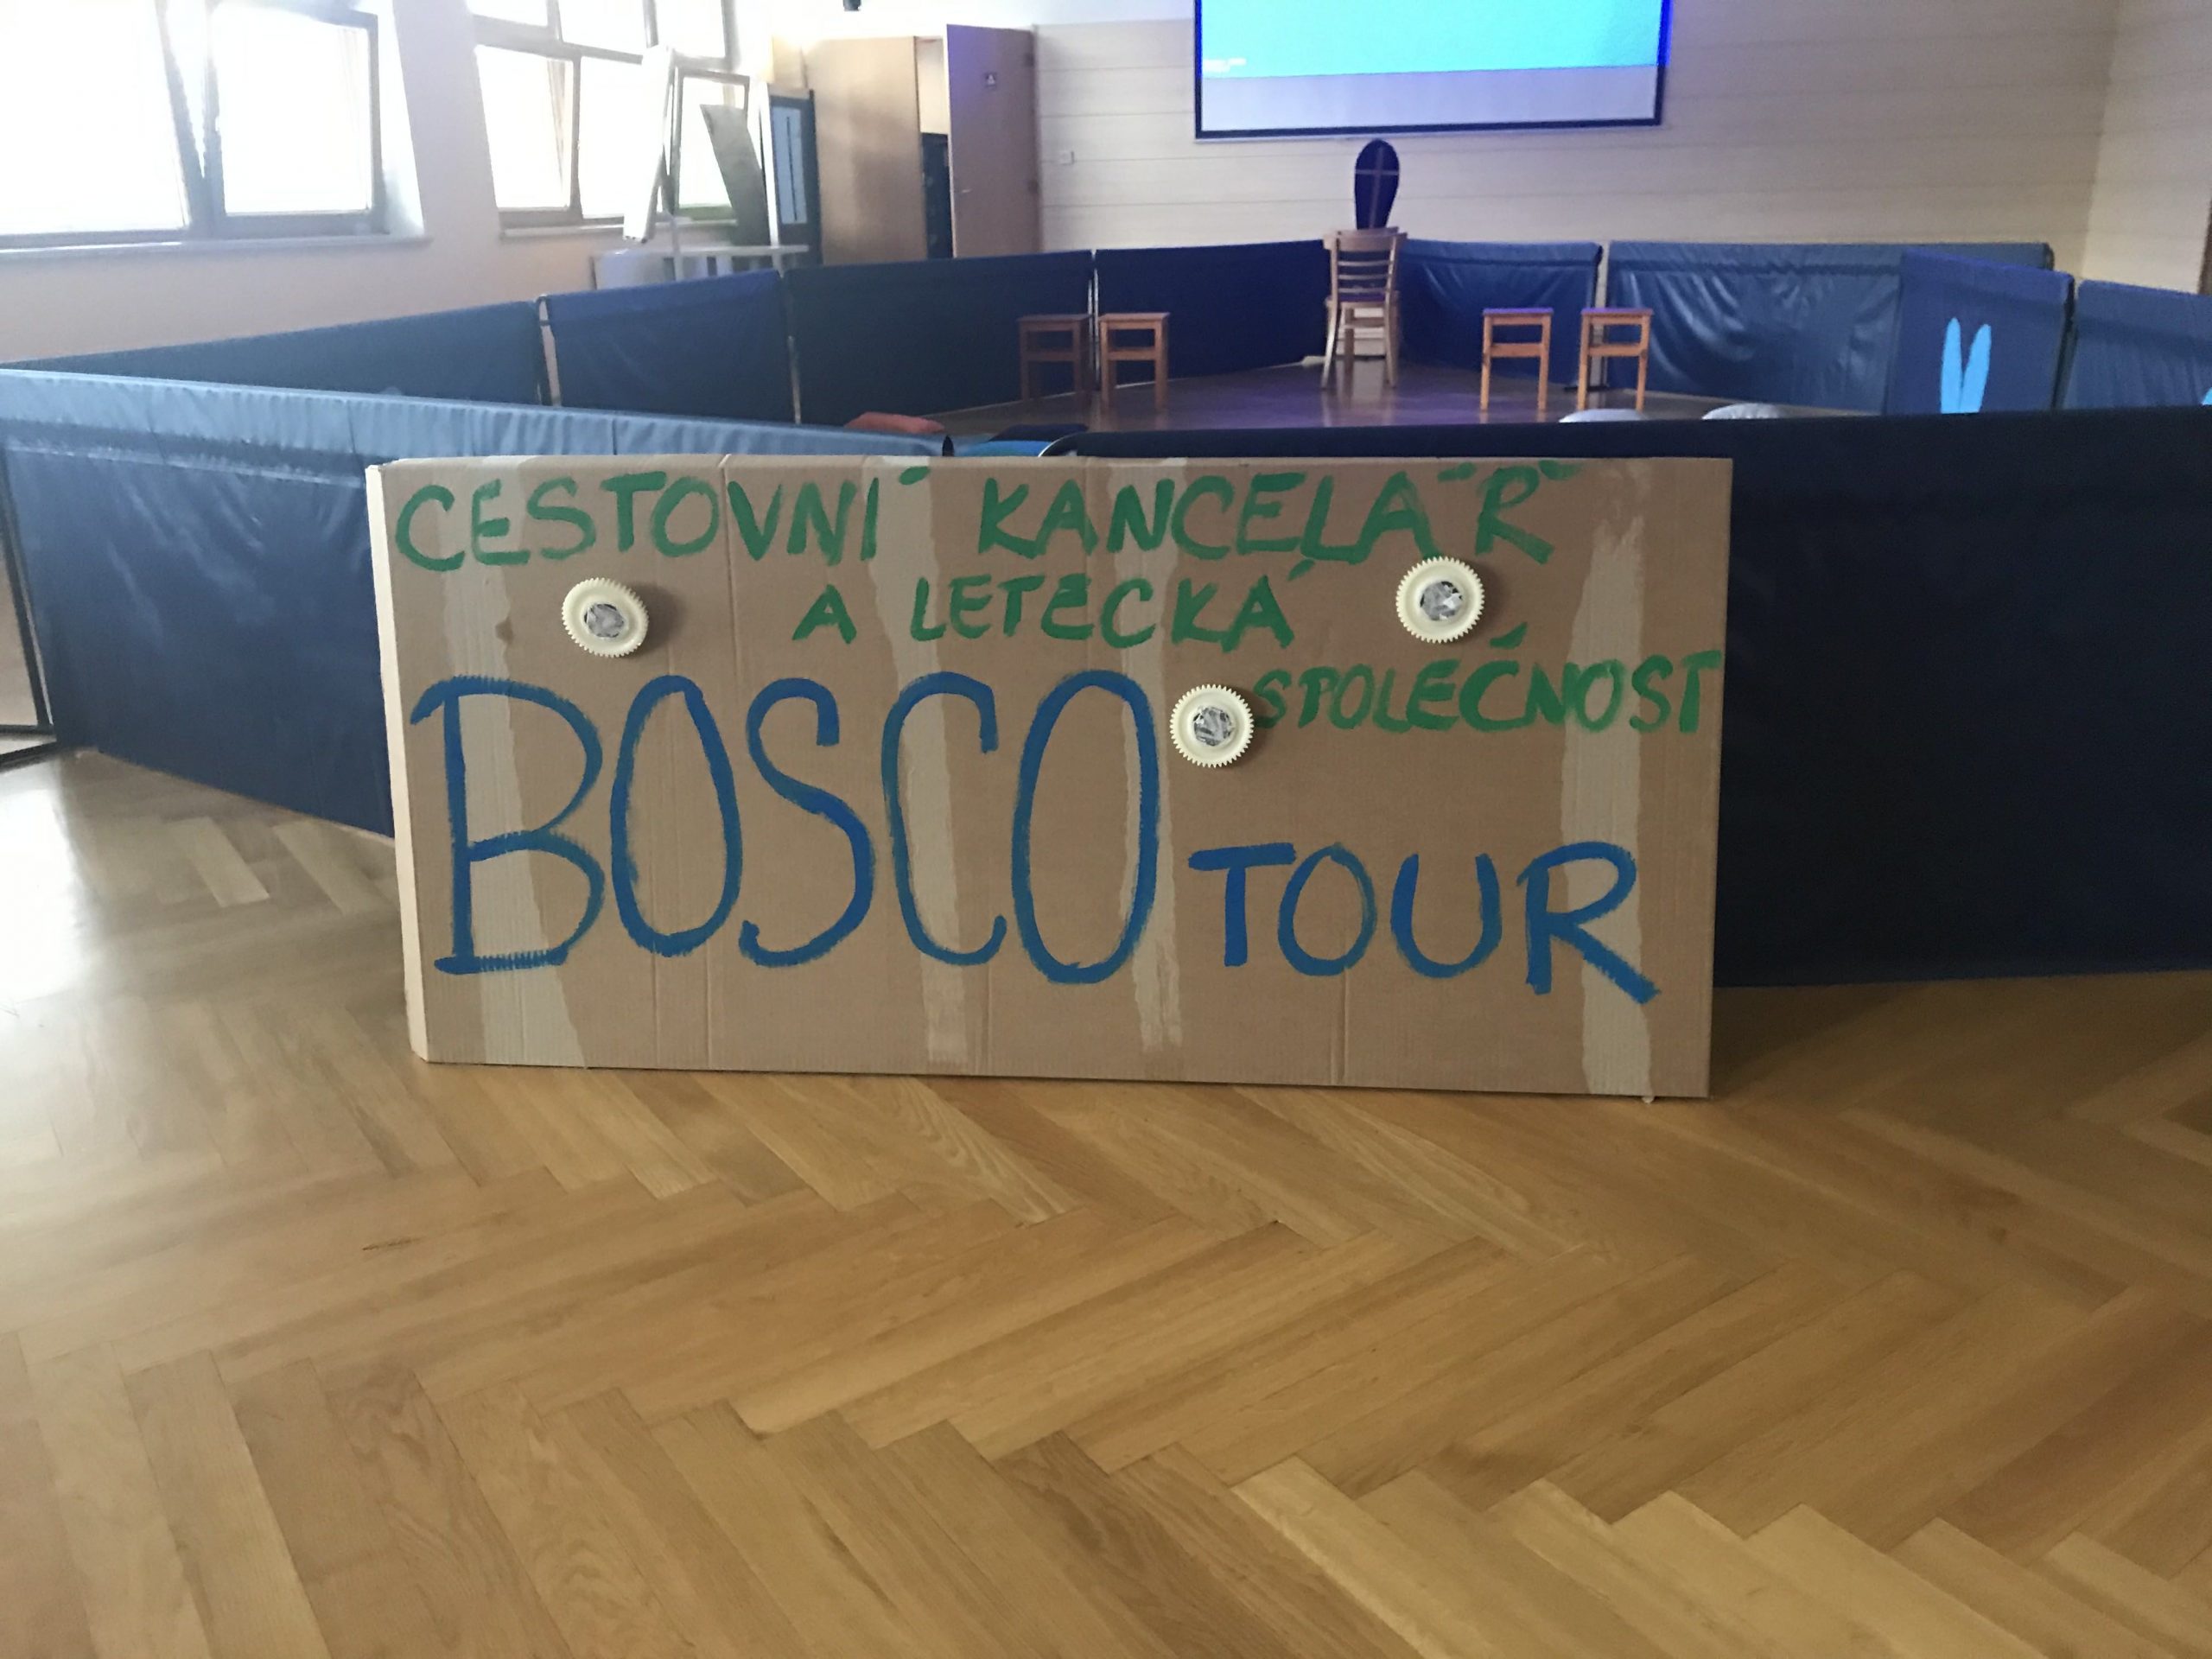 CESTOVNÍ KANCELÁŘ
A LETECKÁ
SPOLEČNOST
BOSCO TOUR